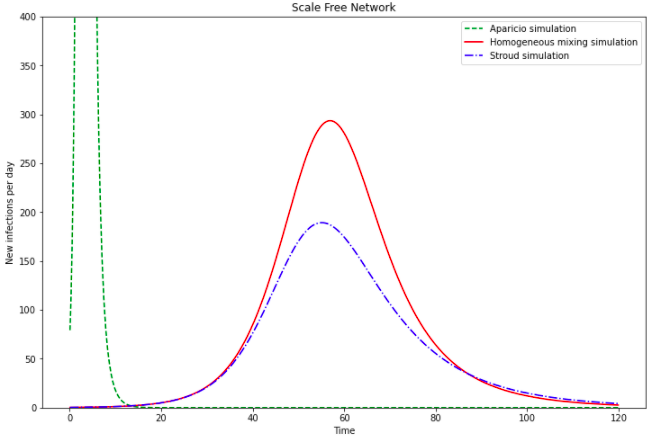 Scale Free Network
Aparicio simulation
Homogeneous mixing simulation
Stroud simulation
New infections per day
400
350
300
250
200
150
100
50
0
0 20 40 60 80 100 120
Time